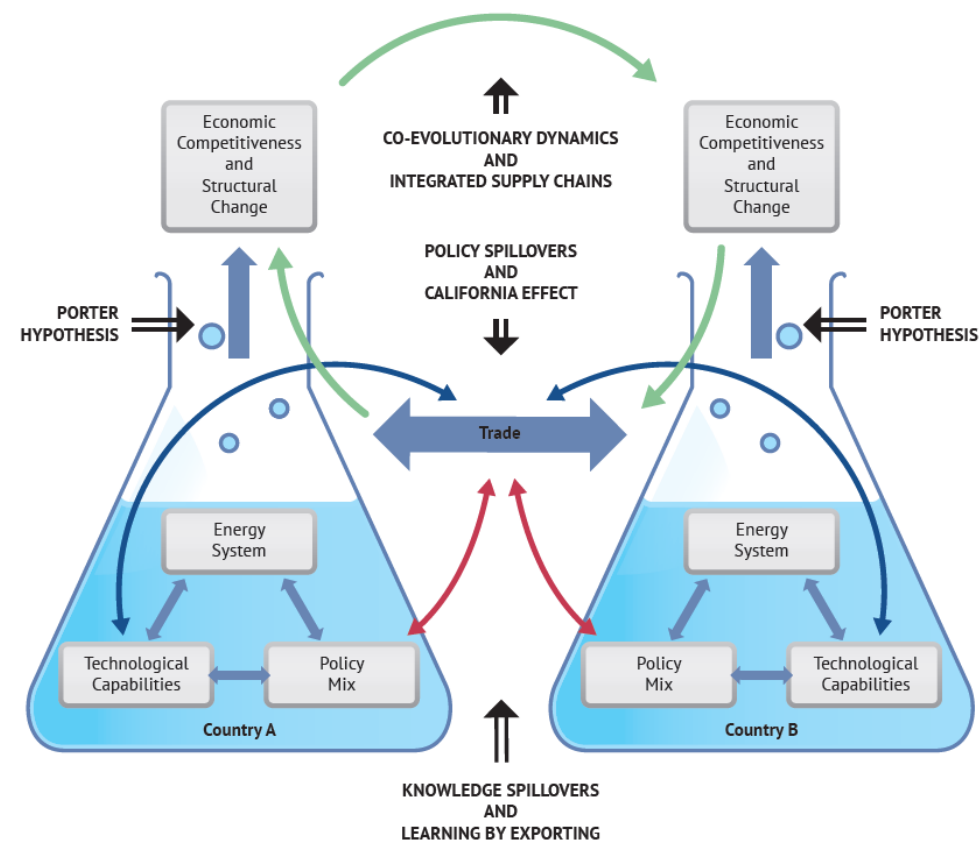 Economic
Competitiveness
and
Structural
Change
Economic
Competitiveness
and
Structural
Change
CO-EVOLUTIONARY DYNAMICS
AND
INTEGRATED SUPPLY CHAINS
POLICY SPILLOVERS
AND
CALIFORNIA EFFECT
PORTER
HYPOTHESIS
PORTER
HYPOTHESIS
Trade
Energy
System
Energy
System
Technological
Capabilities
Policy
Mix
Policy
Mix
Technological
Capabilities
Country A
Country B
KNOWLEDGE SPILLOVERS
AND
LEARNING BY EXPORTING